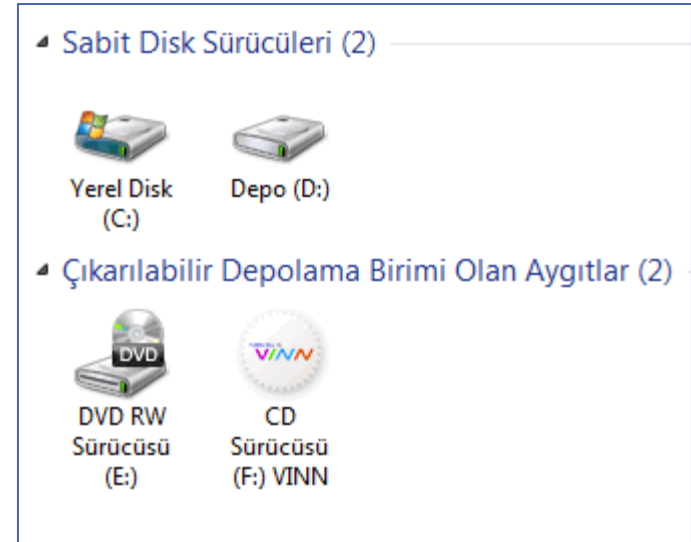 Sabit Disk Sürücüleri (2)
Yerel Disk
(C:)
Depo (D:)
Çıkarılabilir Depolama Birimi Olan Aygıtlar (2)
DVD
DVD RW
Sürücüsü
(E:)
VINN
CD
Sürücüsü
(F:) VINN